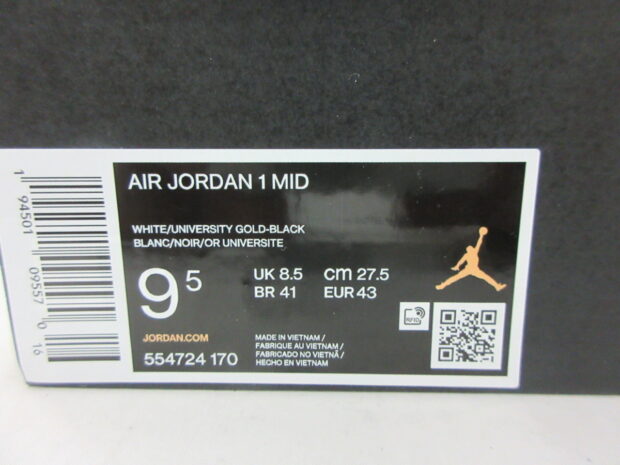 AIR JORDAN 1 MID
WHITE/UNIVERSITY GOLD-BLACK
BLANC/NOIR/OR UNIVERSITE
9 5
UK 8.5 cm 27.5
BR 41 EUR 43
JORDAN.COM
554724 170
MADE IN VIETNAM /
FABRIQUE AU VIETNAM /
FABRICADO NO VIETNÃ /
HECHO EN VIETNAM
RFID
1 94501 09557 0 16